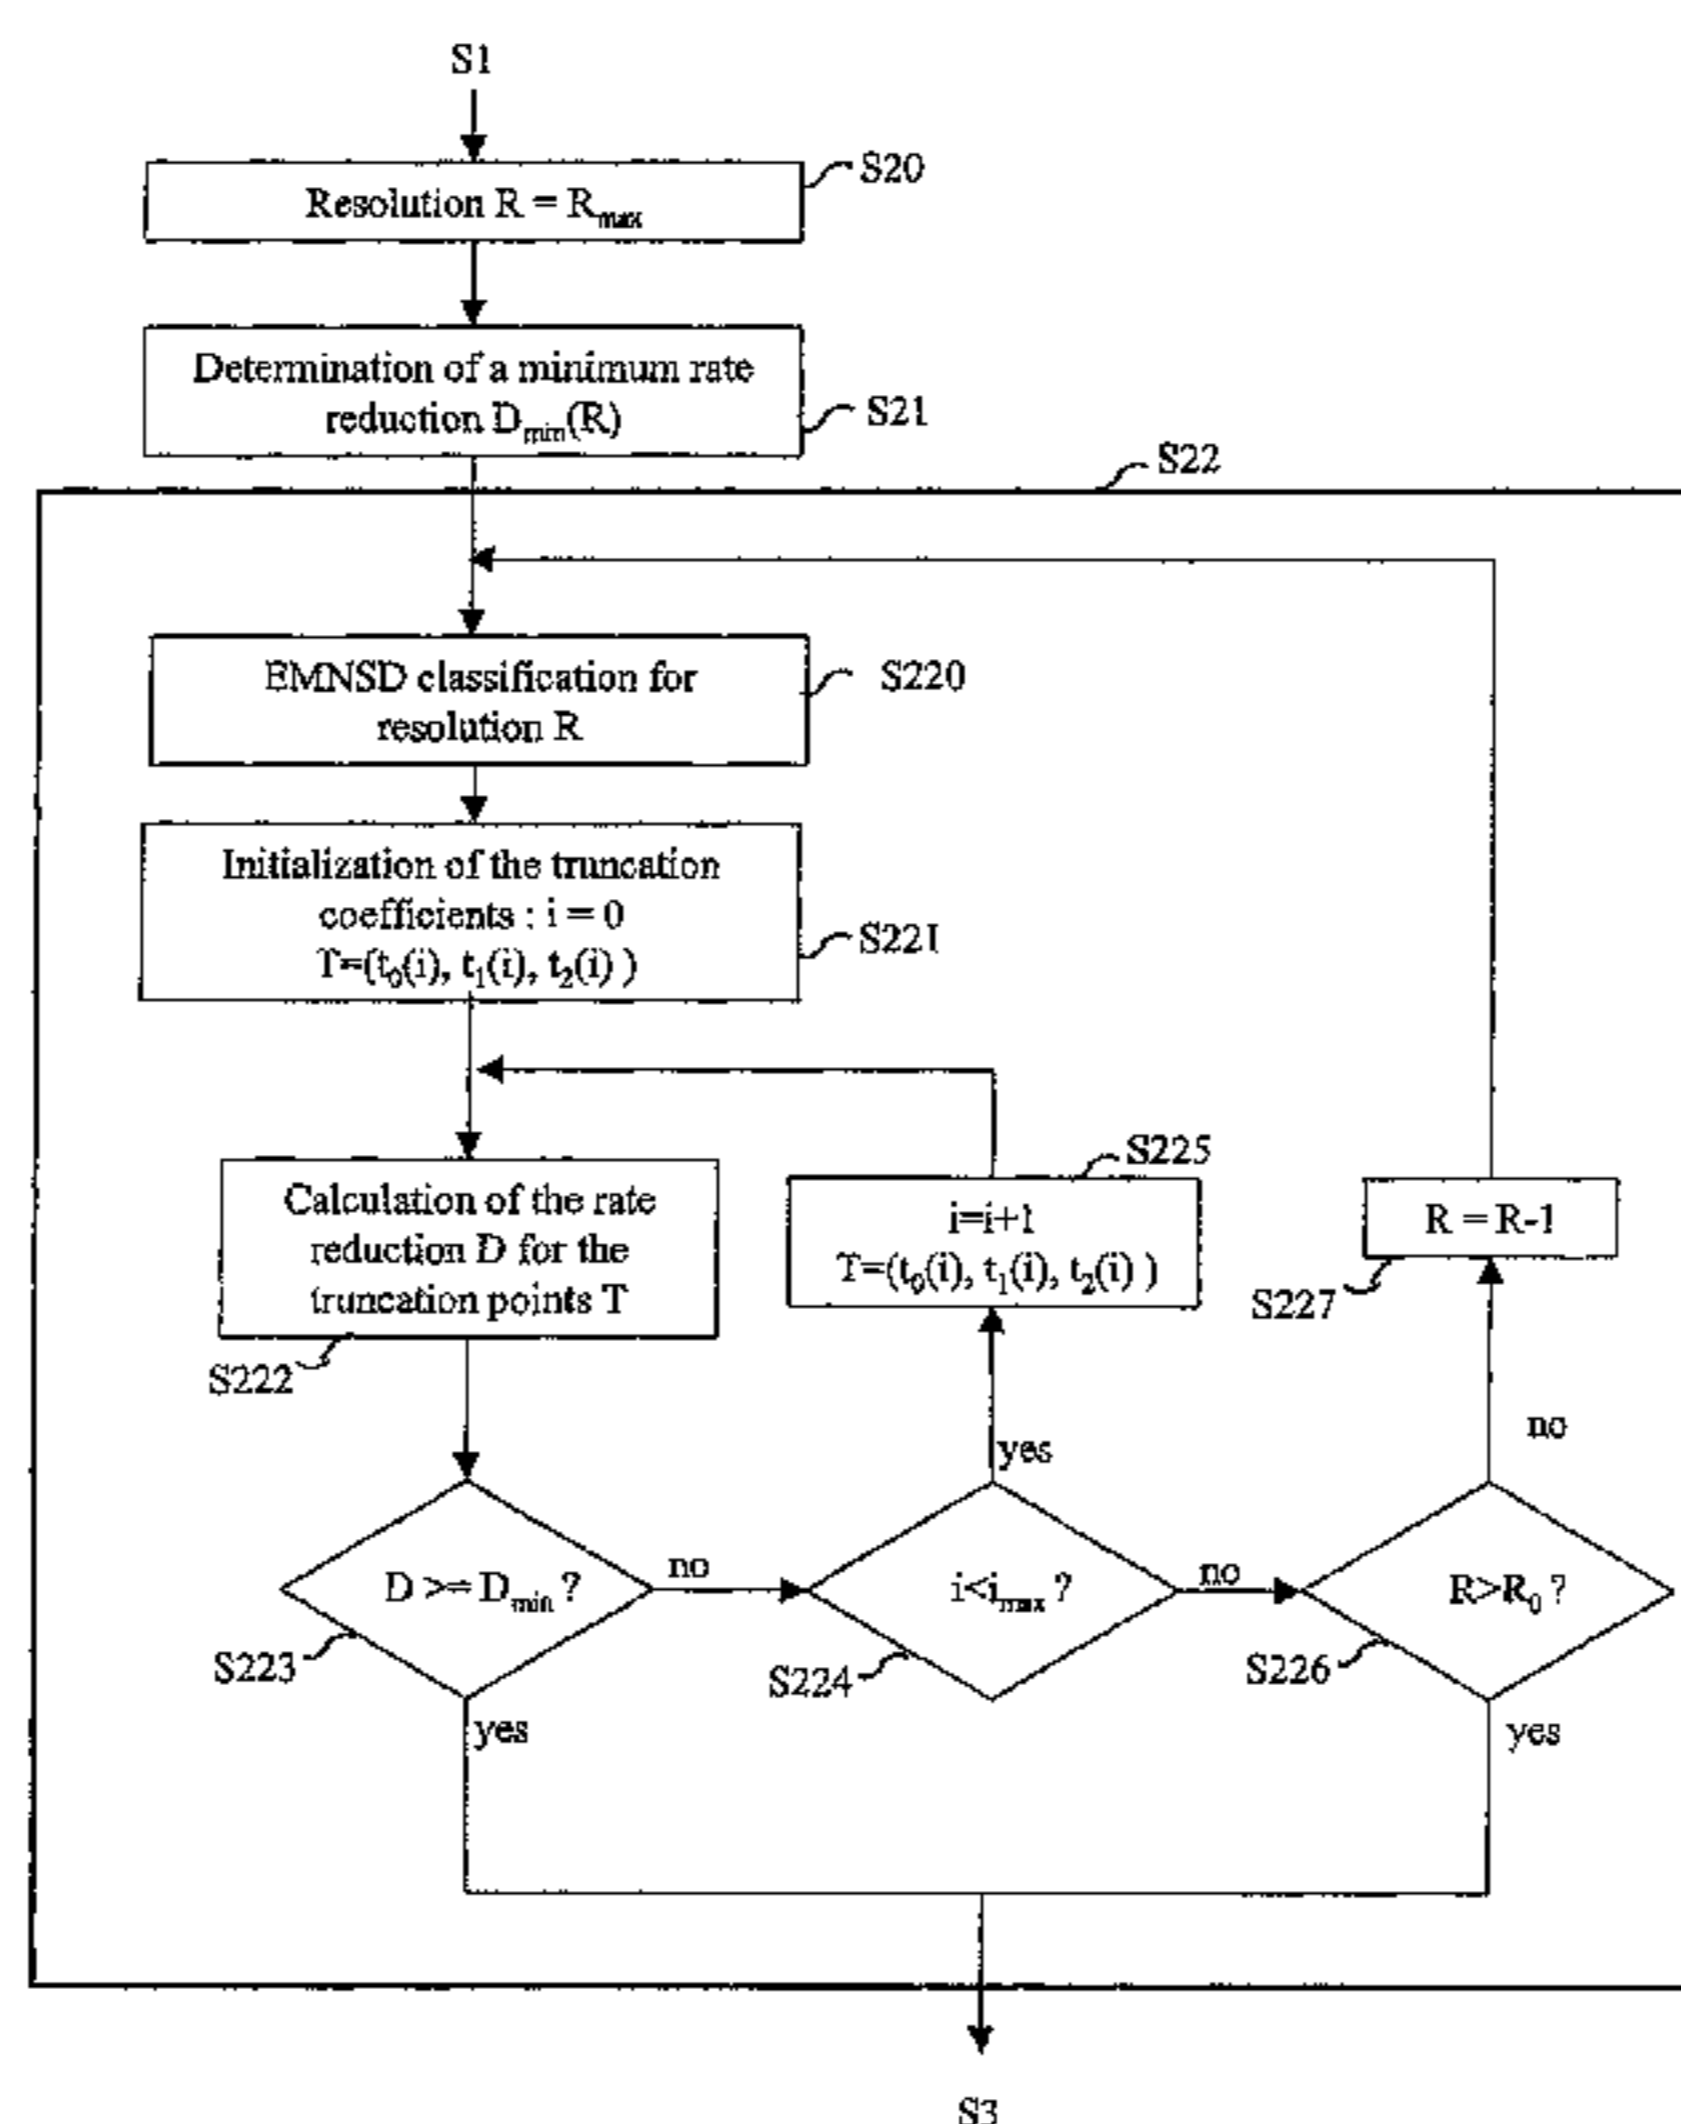 S1
Resolution R = Rmax
S20
Determination of a minimum rate
reduction Dmin(R)
S21
S22
EMNSD classification for
resolution R
S220
Initialization of the truncation
coefficients : i = 0
T=(t0(i), t1(i), t2(i) )
S221
Calculation of the rate
reduction D for the
truncation points T
S222
S225
i=i+1
T=(t0(i), t1(i), t2(i) )
R = R-1
S227
yes
no
D >= Dmin ?
no
i<imax ?
no
R>R0 ?
S223
S224
S226
yes
yes
S3